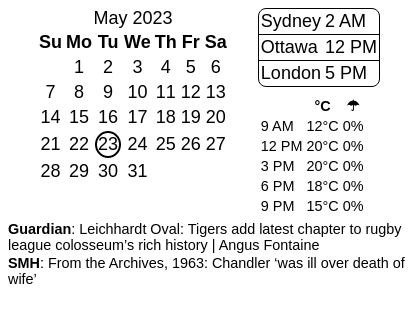 May 2023
Su Mo Tu We Th Fr Sa
1 2 3 4 5 6
7 8 9 10 11 12 13
14 15 16 17 18 19 20
21 22 23 24 25 26 27
28 29 30 31
Sydney 2 AM
Ottawa 12 PM
London 5 PM
°C ☂
9 AM 12°C 0%
12 PM 20°C 0%
3 PM 20°C 0%
6 PM 18°C 0%
9 PM 15°C 0%
Guardian: Leichhardt Oval: Tigers add latest chapter to rugby
league colosseum’s rich history | Angus Fontaine
SMH: From the Archives, 1963: Chandler ‘was ill over death of
wife’